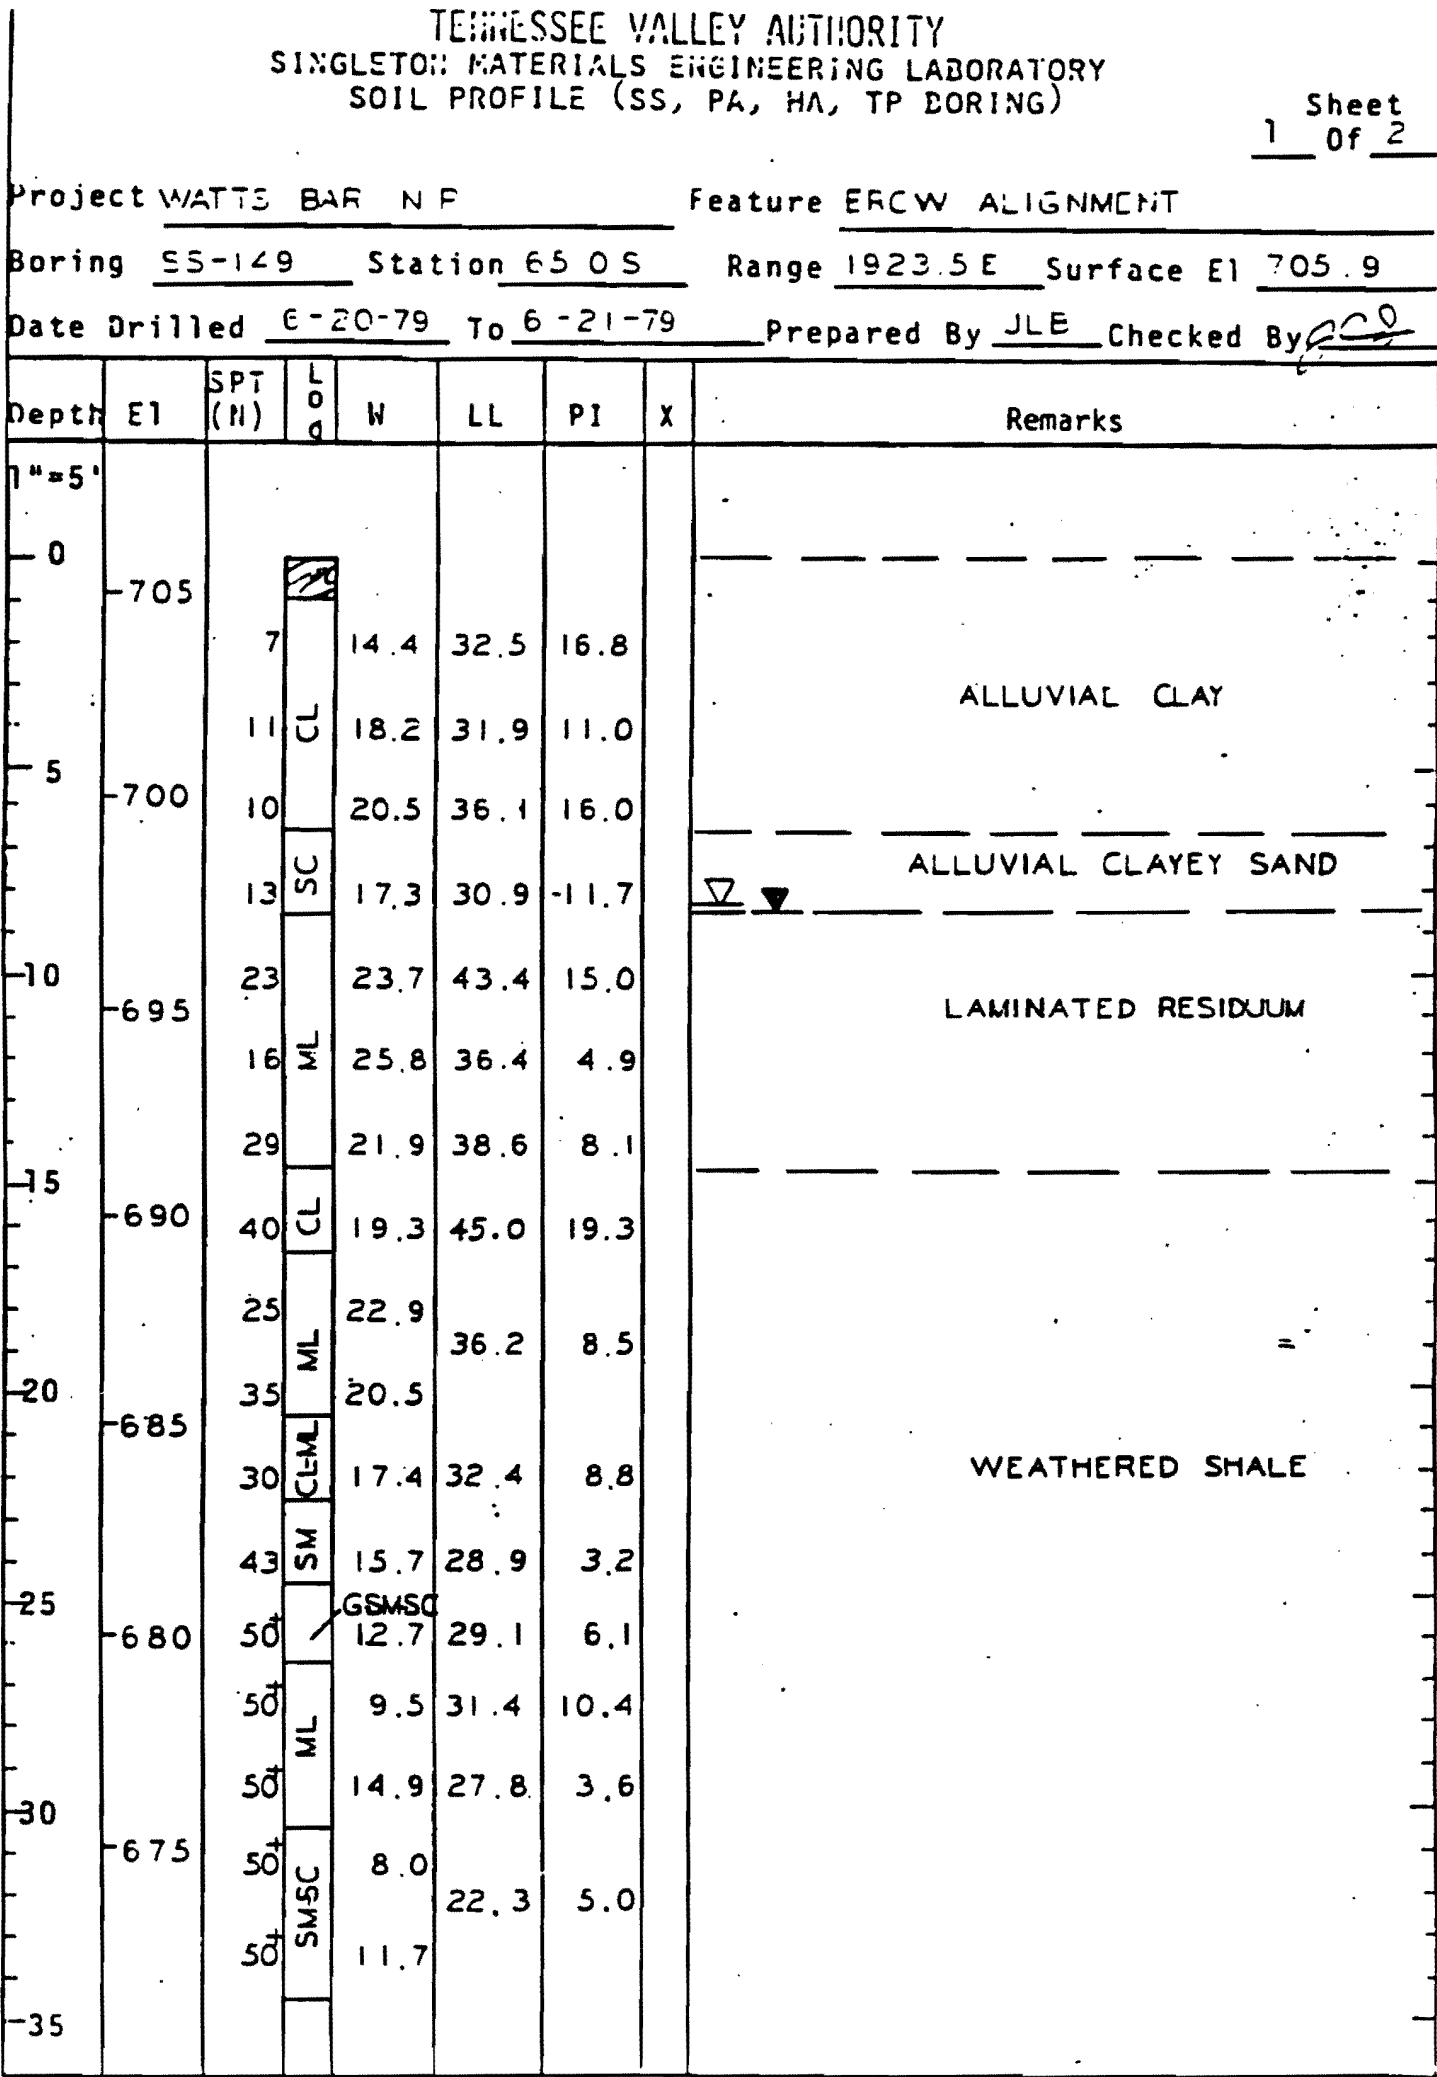 TENNESSEE VALLEY AUTHORITY
SINGLETON MATERIALS ENGINEERING LABORATORY
SOIL PROFILE (SS, PA, HA, TP BORING)
Sheet
1 Of 2
Project WATTS BAR N P Feature ERCW ALIGNMENT
Boring SS-149 Station 65 0 S Range 1923.5 E Surface El 705.9
Date Drilled 6-20-79 To 6-21-79 Prepared By JLE Checked By
Depth El SPT (N) Log W LL PI X Remarks
1"=5'
0
705
7 14.4 32.5 16.8
ALLUVIAL CLAY
11 CL 18.2 31.9 11.0
5
700
10 20.5 36.1 16.0
ALLUVIAL CLAYEY SAND
13 SC 17.3 30.9 -11.7
10 23 23.7 43.4 15.0
695 LAMINATED RESIDUUM
16 ML 25.8 36.4 4.9
29 21.9 38.6 8.1
15
690
40 CL 19.3 45.0 19.3
25 22.9
ML 36.2 8.5 =
20 35 20.5
685
30 CL-ML 17.4 32.4 8.8 WEATHERED SHALE
43 SM 15.7 28.9 3.2
25 GSMSC
680 50+ 12.7 29.1 6.1
50+ 9.5 31.4 10.4
ML
50+ 14.9 27.8 3.6
30
675
50+ 8.0
SM-SC 22.3 5.0
50+ 11.7
35